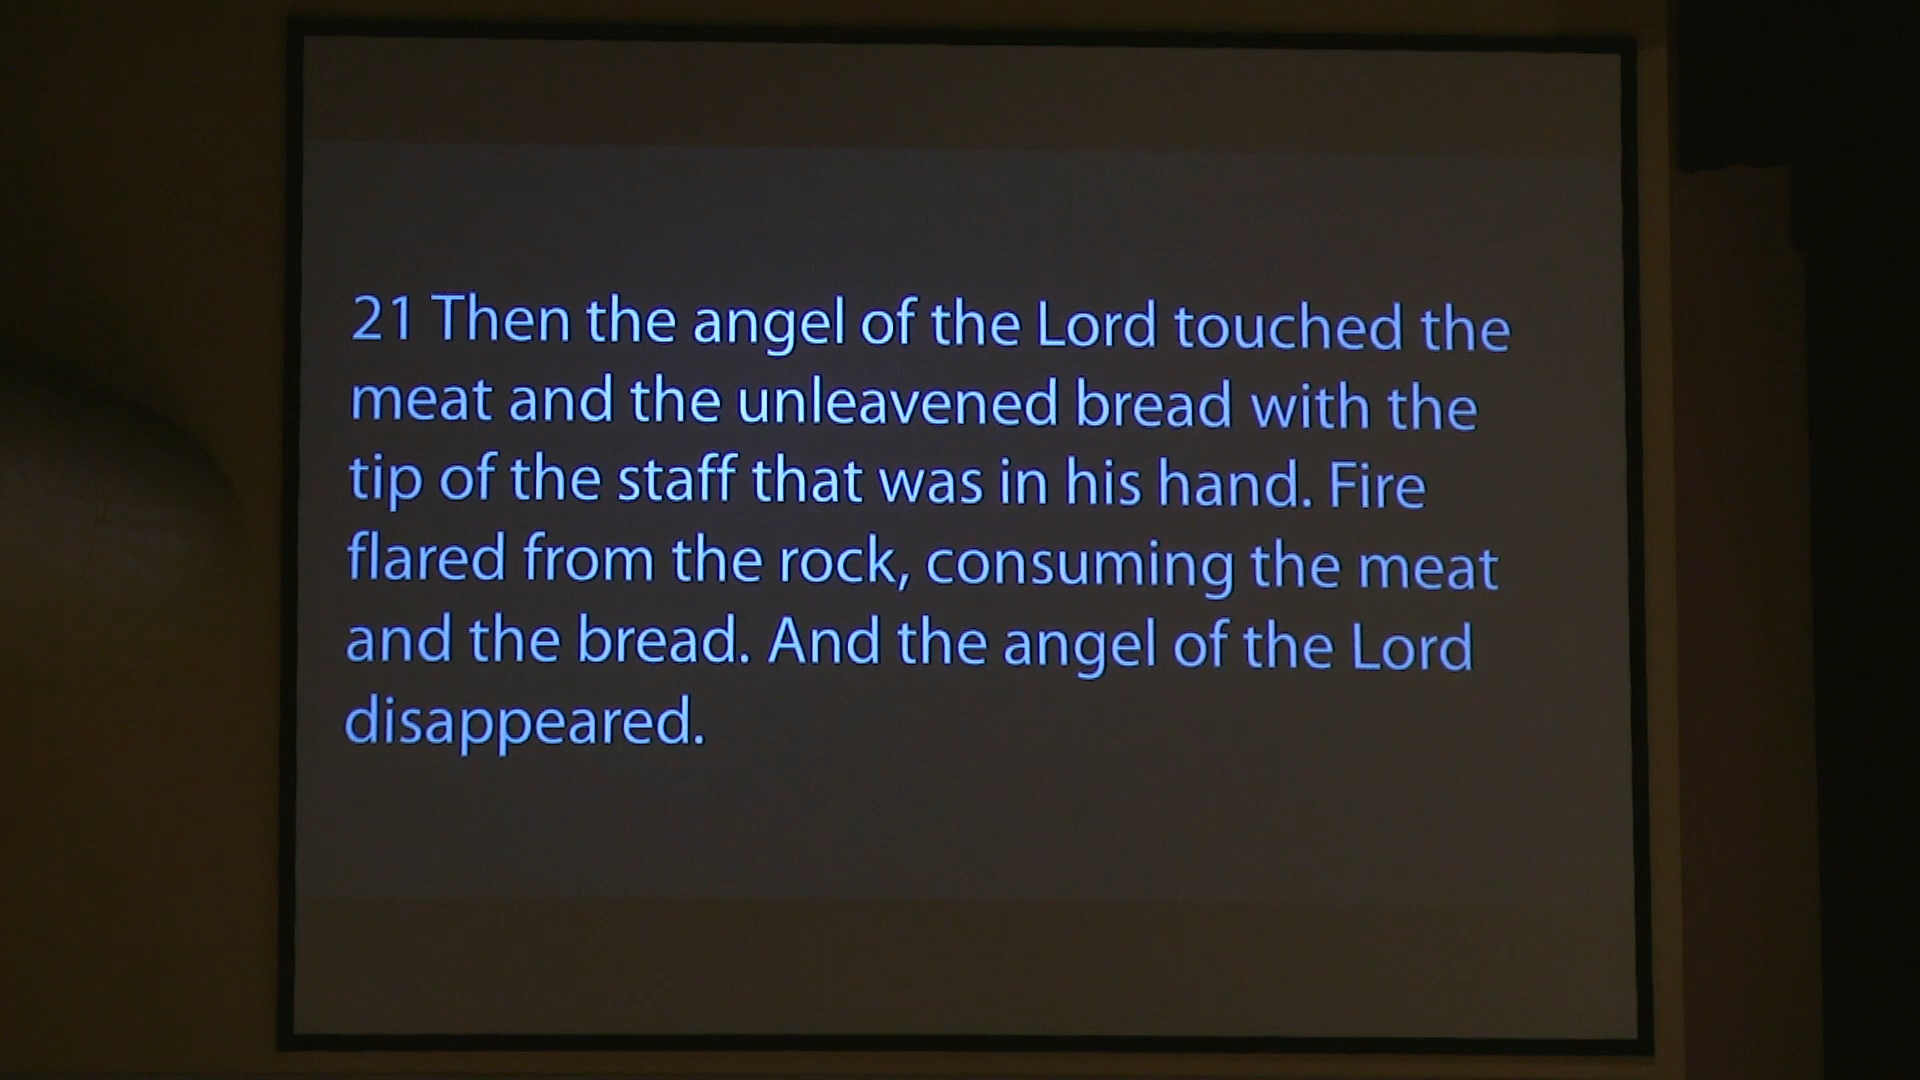 21 Then the angel of the Lord touched the
meat and the unleavened bread with the
tip of the staff that was in his hand. Fire
flared from the rock, consuming the meat
and the bread. And the angel of the Lord
disappeared.